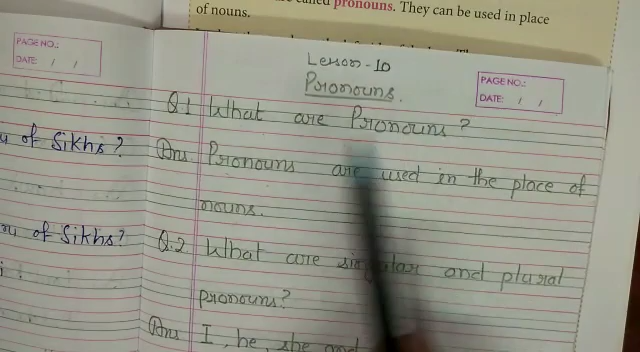 called pronouns. They can be used in place
of nouns.
PAGE NO.:
DATE: / /
Lesson-10
Pronouns.
PAGE NO.:
DATE: / /
Q.1 What are Pronouns?
of Sikhs?
Ans Pronouns are used in the place of
nouns.
of Sikhs?
Q.2 What are singular and plural
pronouns?
Ans I, he, she and